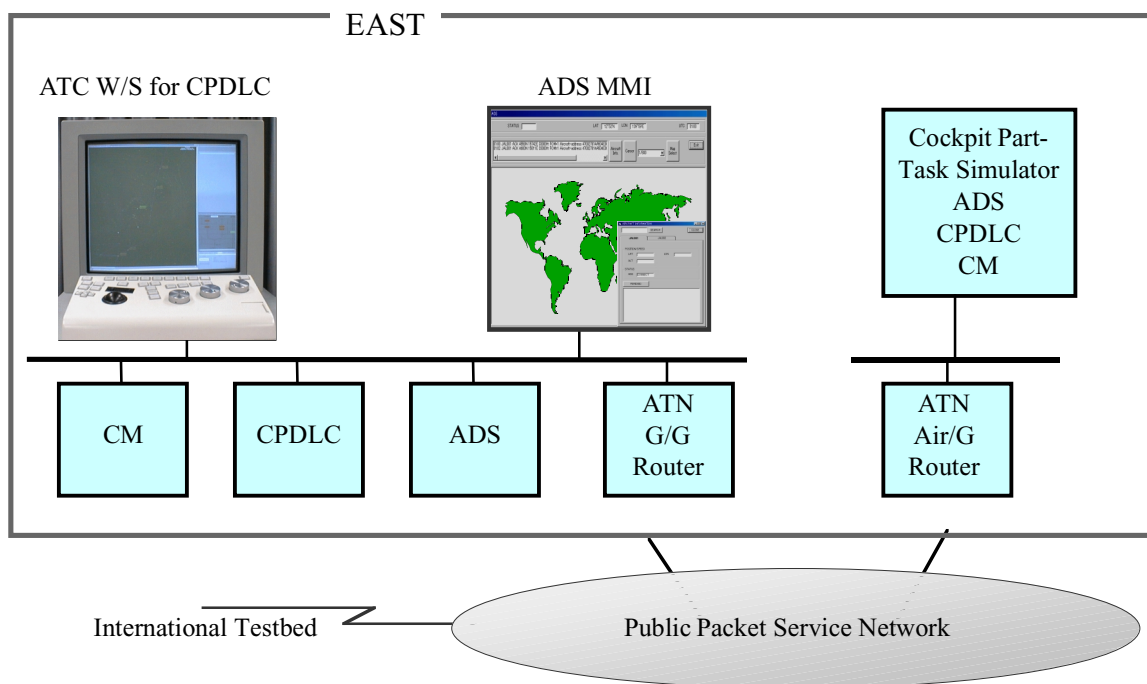 EAST
ATC W/S for CPDLC
ADS MMI
Cockpit Part-
Task Simulator
ADS
CPDLC
CM
CM
CPDLC
ADS
ATN
G/G
Router
ATN
Air/G
Router
International Testbed
Public Packet Service Network